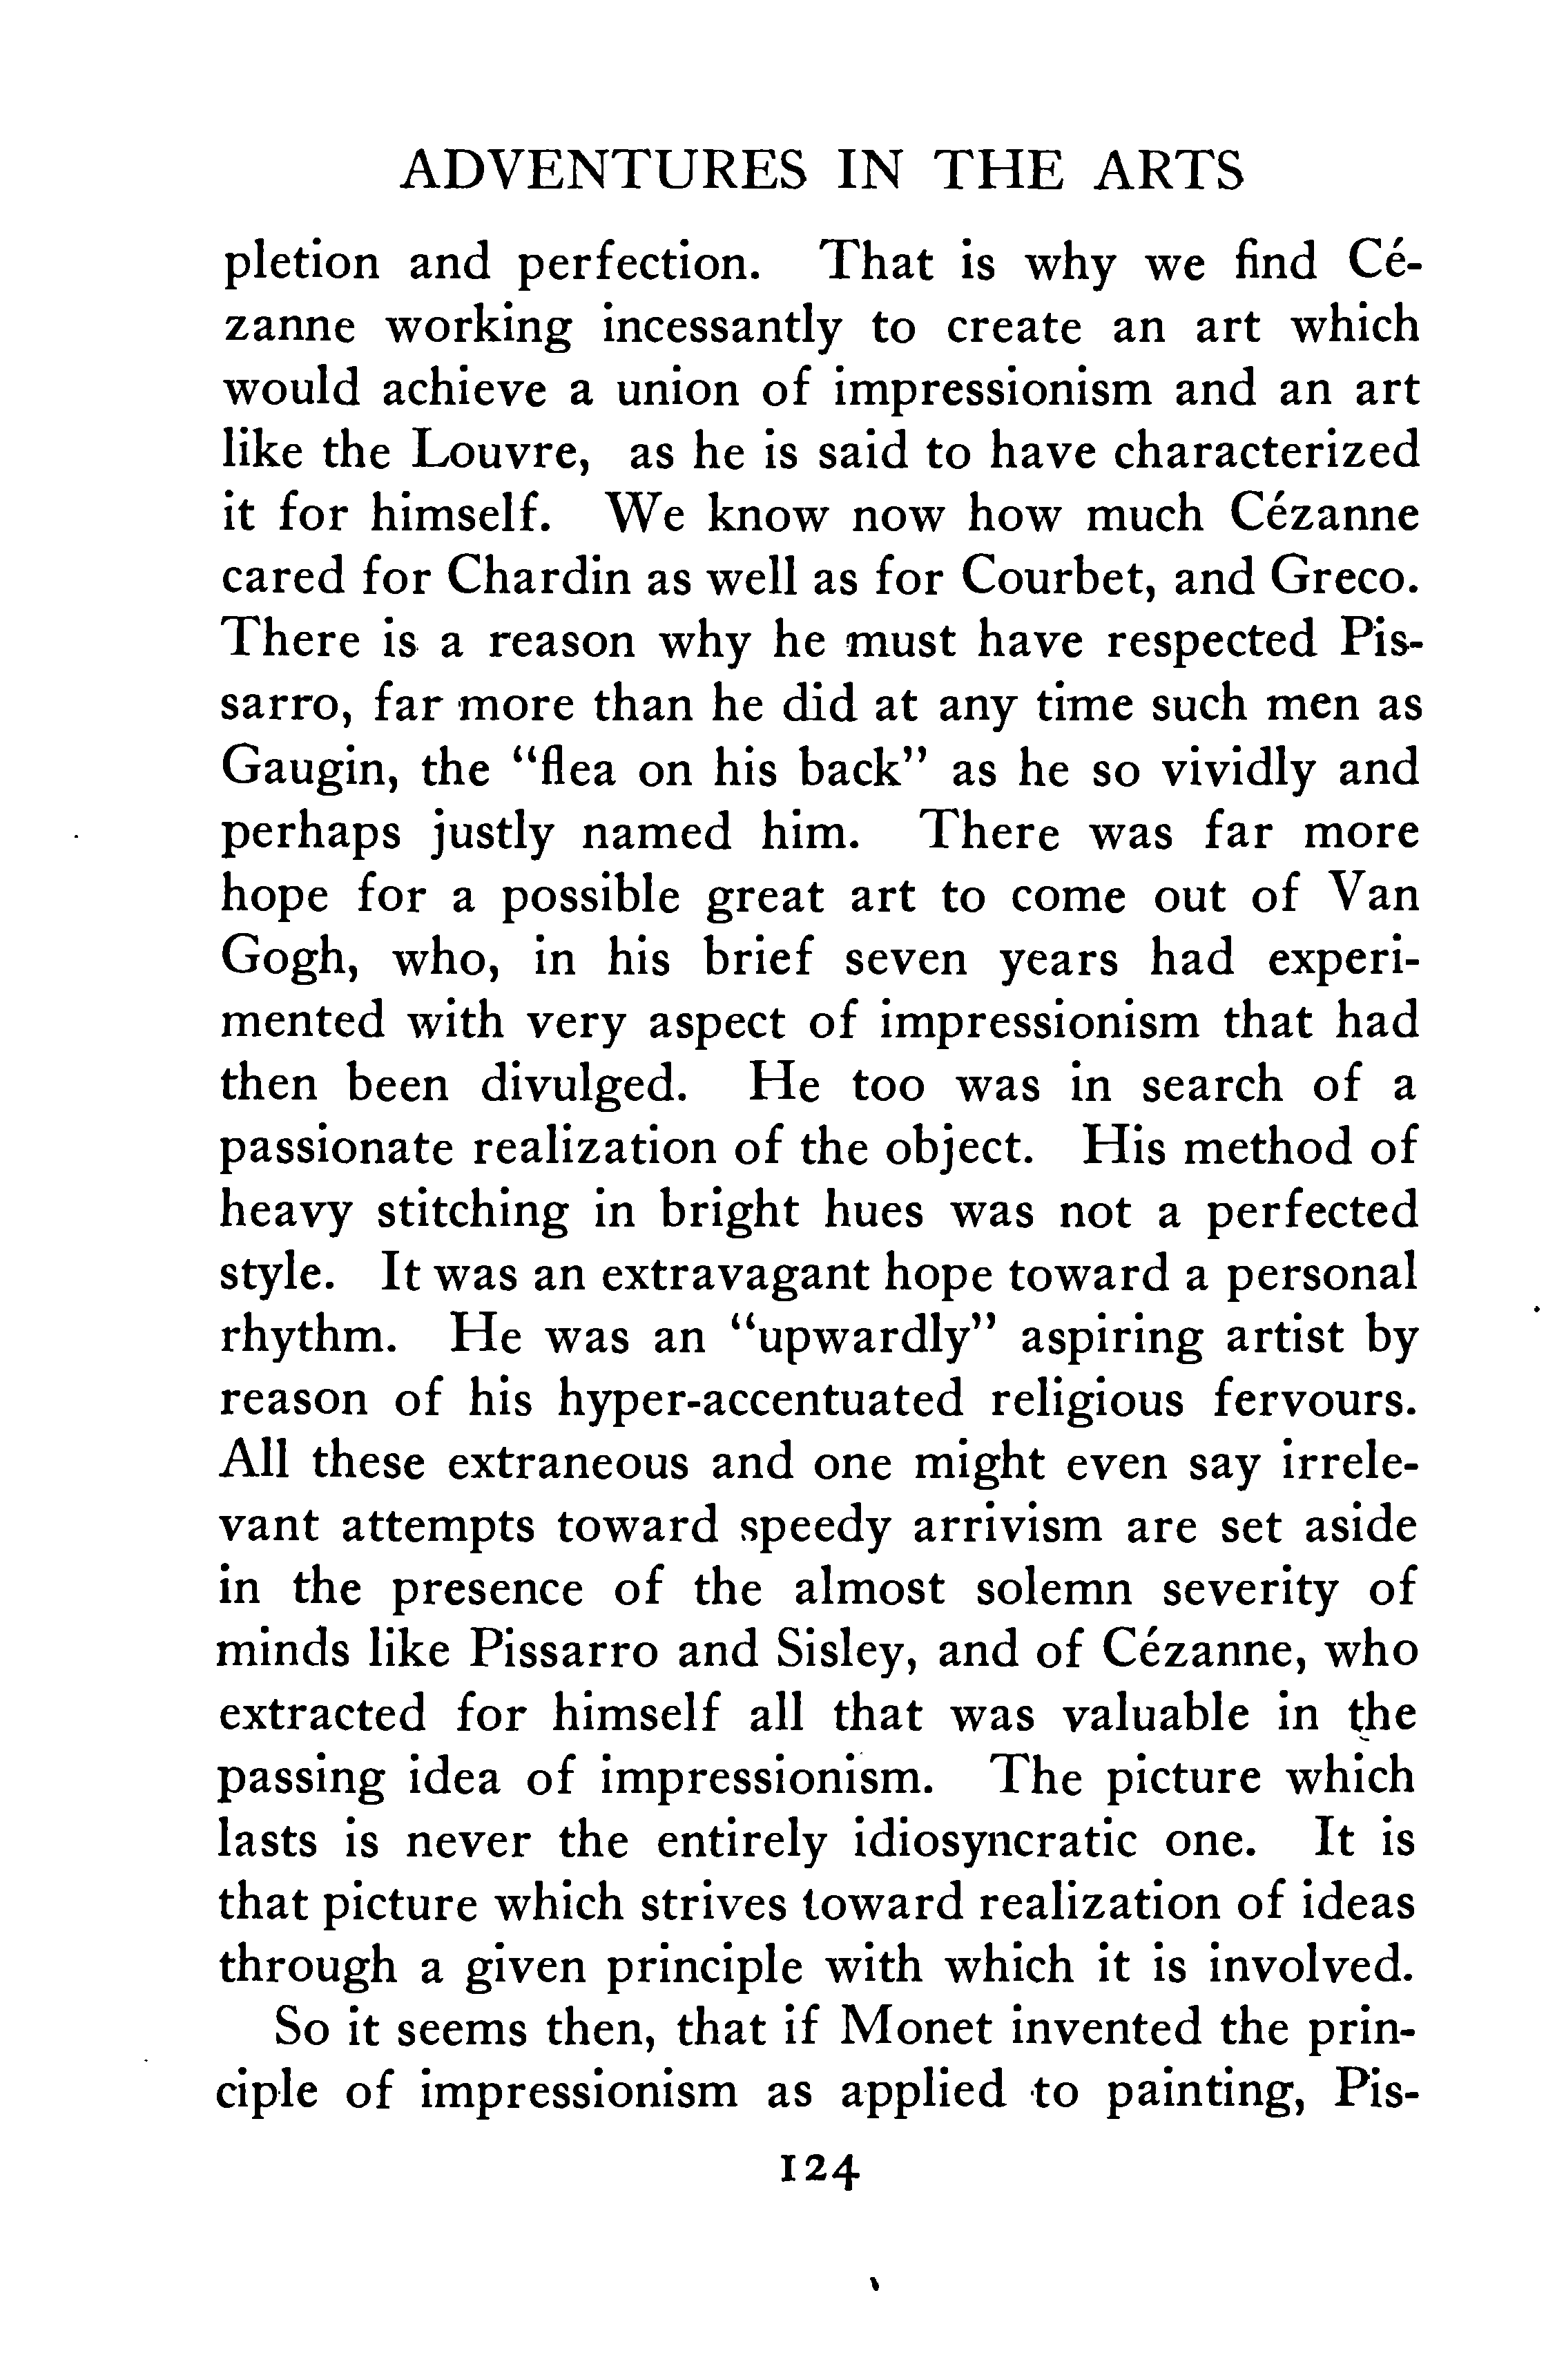 ADVENTURES IN THE ARTS
pletion and perfection. That is why we find Cé-
zanne working incessantly to create an art which
would achieve a union of impressionism and an art
like the Louvre, as he is said to have characterized
it for himself. We know now how much Cézanne
cared for Chardin as well as for Courbet, and Greco.
There is a reason why he must have respected Pis-
sarro, far more than he did at any time such men as
Gaugin, the "flea on his back" as he so vividly and
perhaps justly named him. There was far more
hope for a possible great art to come out of Van
Gogh, who, in his brief seven years had experi-
mented with very aspect of impressionism that had
then been divulged. He too was in search of a
passionate realization of the object. His method of
heavy stitching in bright hues was not a perfected
style. It was an extravagant hope toward a personal
rhythm. He was an "upwardly" aspiring artist by
reason of his hyper-accentuated religious fervours.
All these extraneous and one might even say irrele-
vant attempts toward speedy arrivism are set aside
in the presence of the almost solemn severity of
minds like Pissarro and Sisley, and of Cézanne, who
extracted for himself all that was valuable in the
passing idea of impressionism. The picture which
lasts is never the entirely idiosyncratic one. It is
that picture which strives toward realization of ideas
through a given principle with which it is involved.
So it seems then, that if Monet invented the prin-
ciple of impressionism as applied to painting, Pis-
124